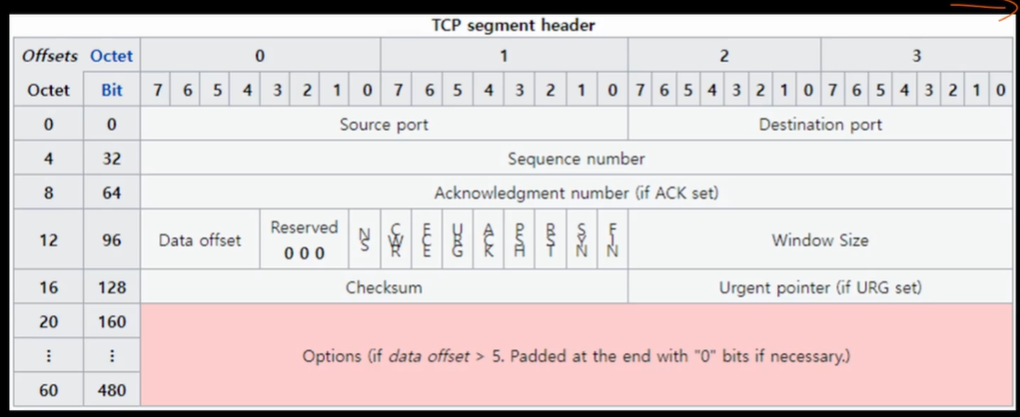 TCP segment header
Offsets Octet 0 1 2 3
Octet Bit 7 6 5 4 3 2 1 0 7 6 5 4 3 2 1 0 7 6 5 4 3 2 1 0 7 6 5 4 3 2 1 0
0 0 Source port Destination port
4 32 Sequence number
8 64 Acknowledgment number (if ACK set)
12 96 Data offset Reserved 0 0 0 NS CWR ECE URG ACK PSH RST SYN FIN Window Size
16 128 Checksum Urgent pointer (if URG set)
20 160
⋮ ⋮ Options (if data offset > 5. Padded at the end with "0" bits if necessary.)
60 480